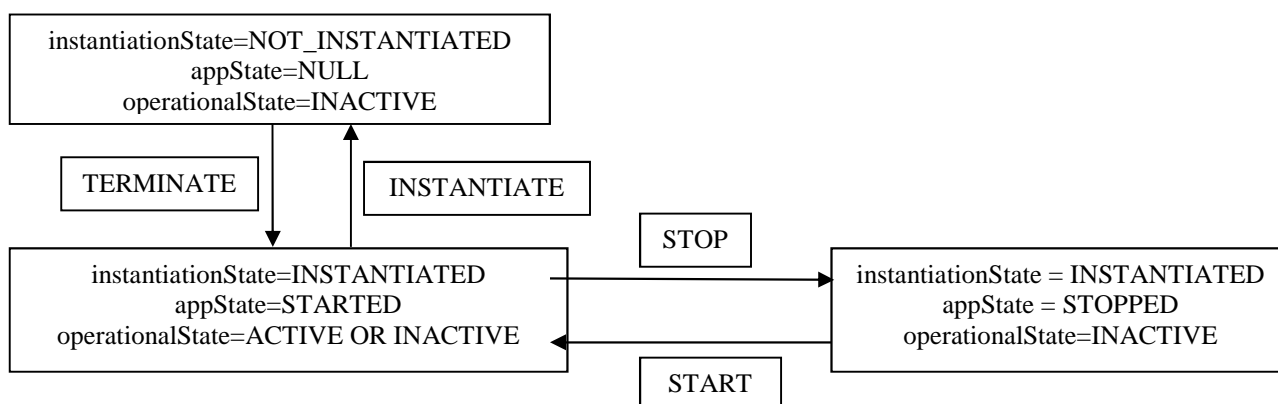 instantiationState=NOT_INSTANTIATED
appState=NULL
operationalState=INACTIVE
TERMINATE
INSTANTIATE
STOP
instantiationState=INSTANTIATED
appState=STARTED
operationalState=ACTIVE OR INACTIVE
instantiationState = INSTANTIATED
appState = STOPPED
operationalState=INACTIVE
START